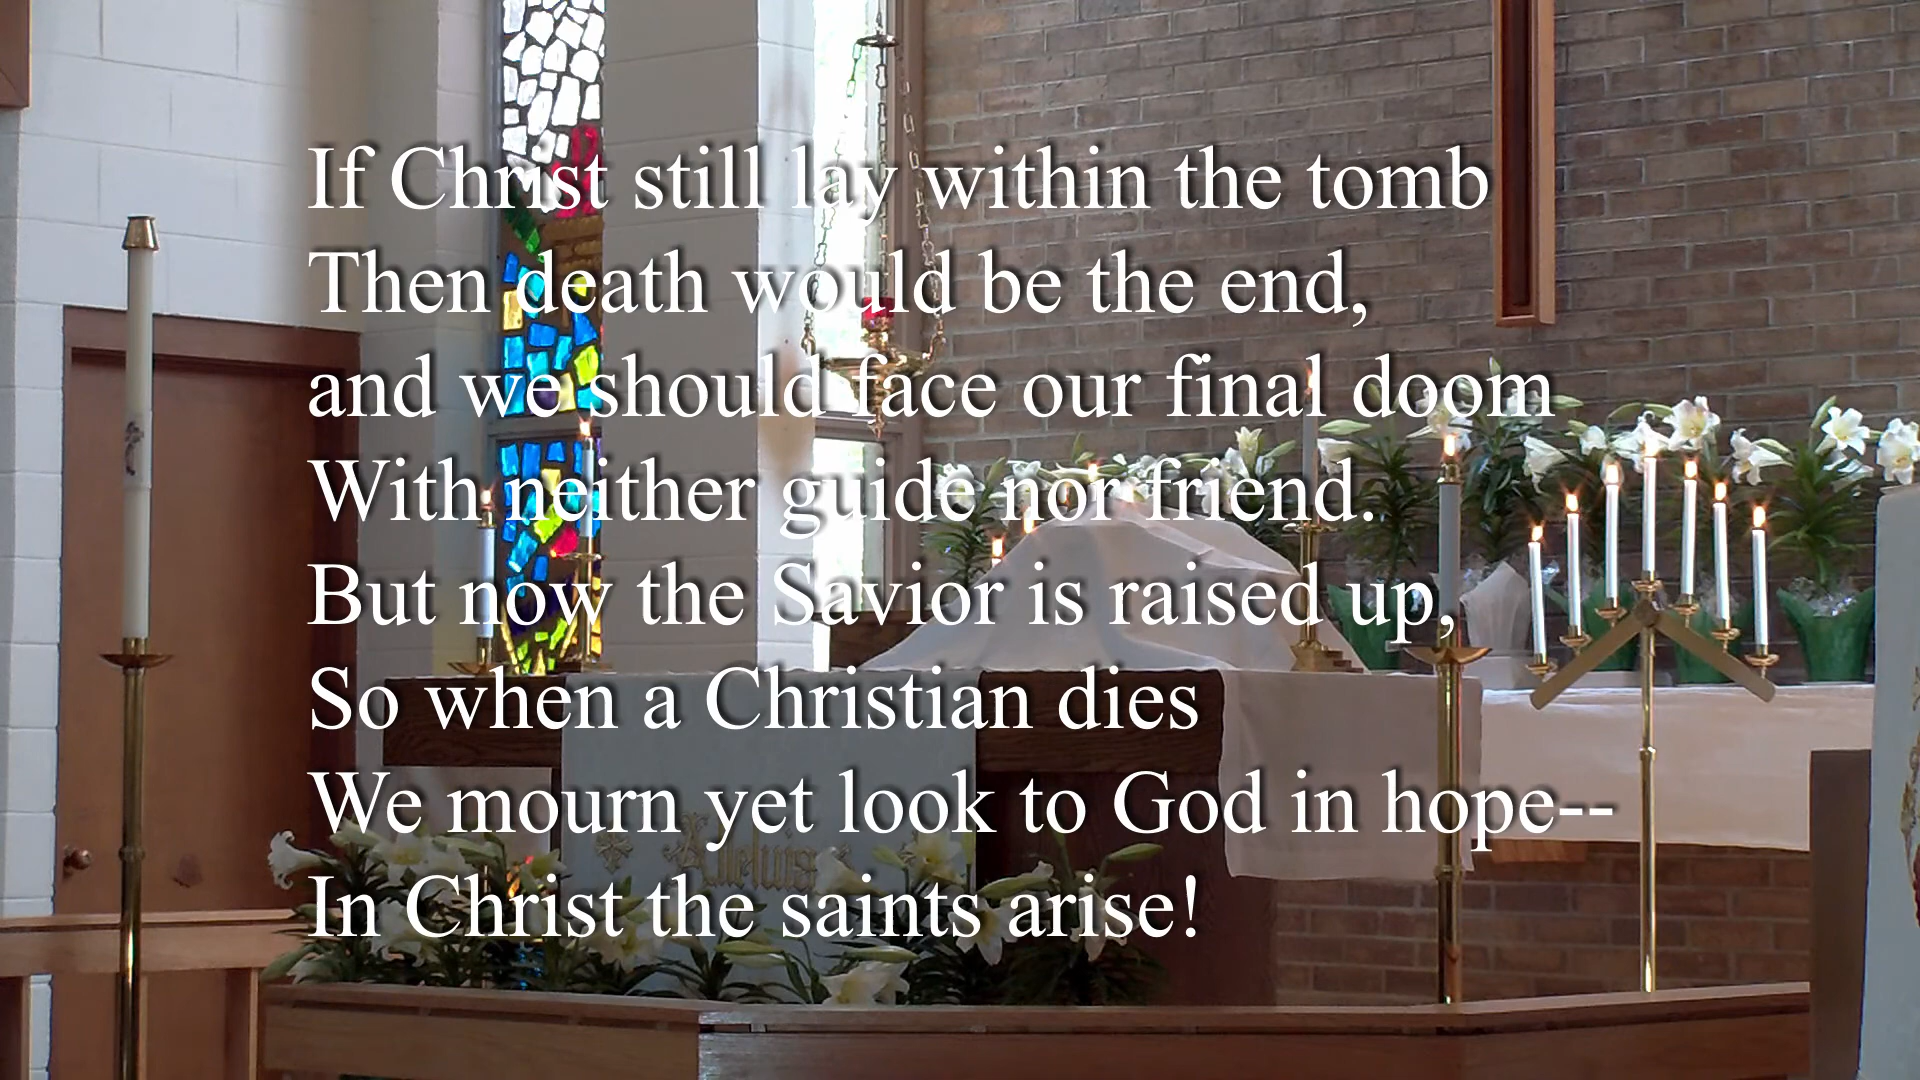 If Christ still lay within the tomb
Then death would be the end,
and we should face our final doom
With neither guide nor friend.
But now the Savior is raised up,
So when a Christian dies
We mourn yet look to God in hope--
In Christ the saints arise!
Alleluia